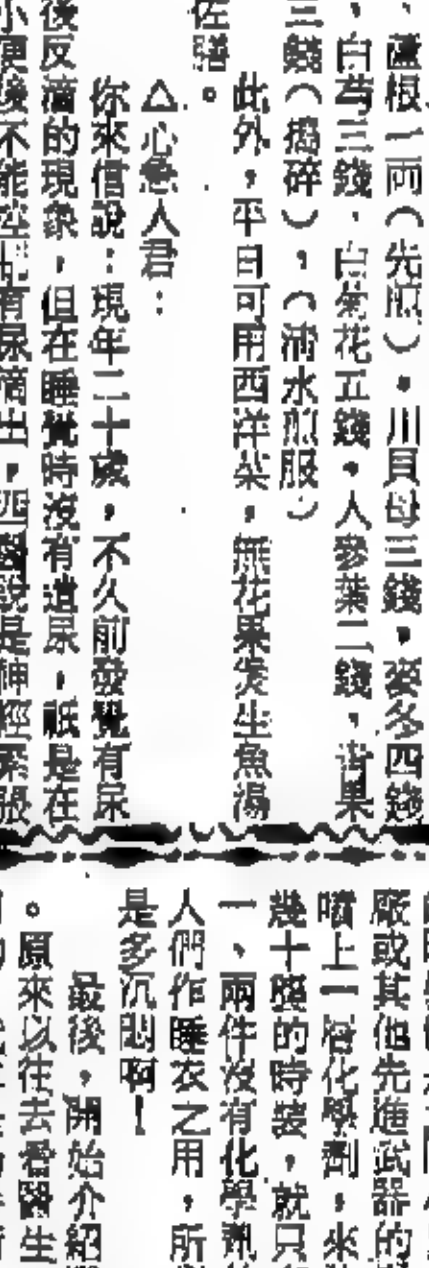 、蘆根一両（先煎）。川貝母三錢，麥冬四錢
，白芍三錢，白菊花五錢。人參葉二錢，青果
三錢（搗碎），（清水煎服）
此外，平日可用西洋菜，無花果煲生魚湯
佐膳。
△心急人君：
你來信說：現年二十歲，不久前發覺有尿
後反滴的現象，但在睡覺時沒有遺尿，祇是在
小便後不能控制有尿滴出，西醫說是神經緊張
廠或其他先進武器的
噴上一層化學劑，來
幾十縷的時裝，就只
一、兩件沒有化學劑
人們作睡衣之用，所
是多沉悶啊！
最後，開始介紹
。原來以往去看醫生